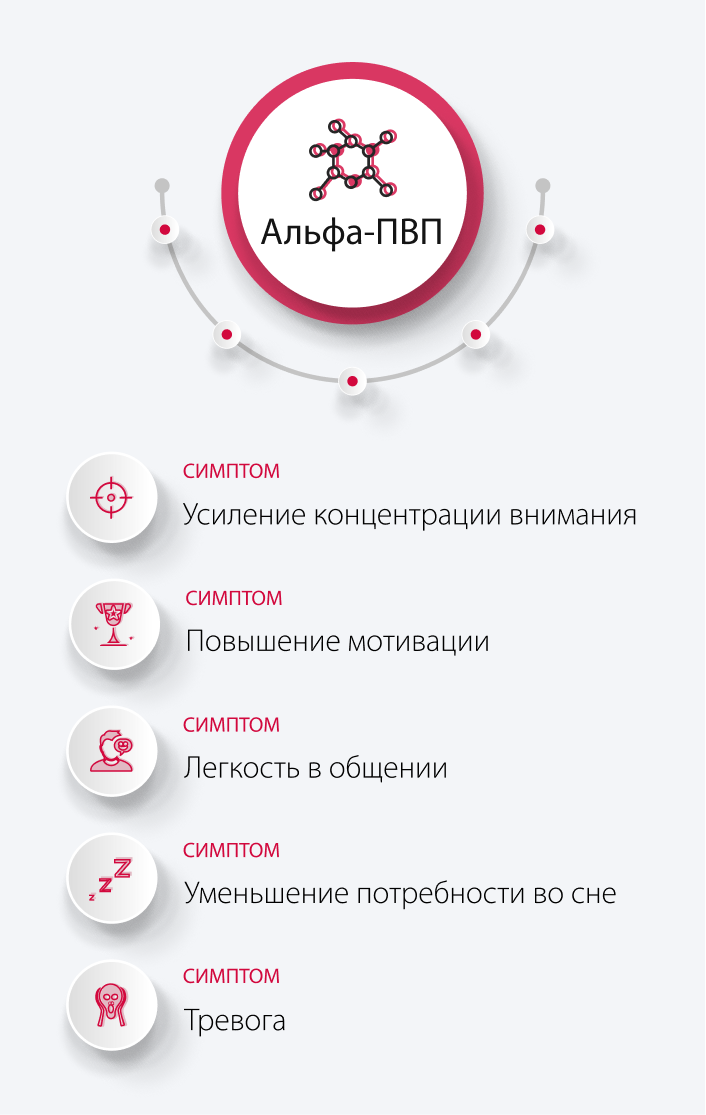 Альфа-ПВП
СИМПТОМ
Усиление концентрации внимания
СИМПТОМ
Повышение мотивации
СИМПТОМ
Легкость в общении
СИМПТОМ
Уменьшение потребности во сне
СИМПТОМ
Тревога